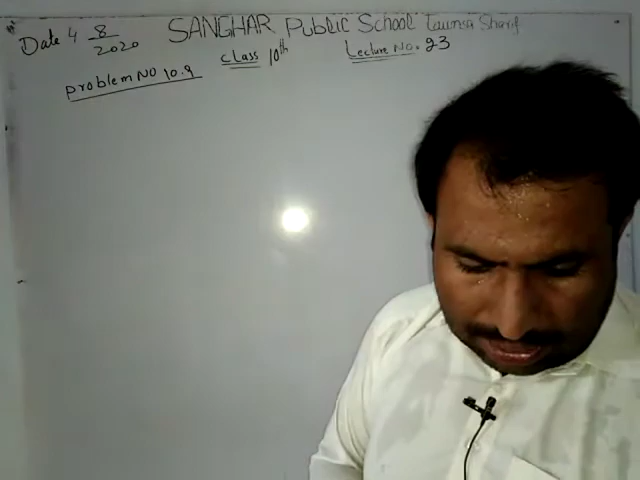 SANGHAR Public School Taunsa Sharif
Date 4 8/2020
class 10th
Lecture NO. 23
Problem NO 10.9